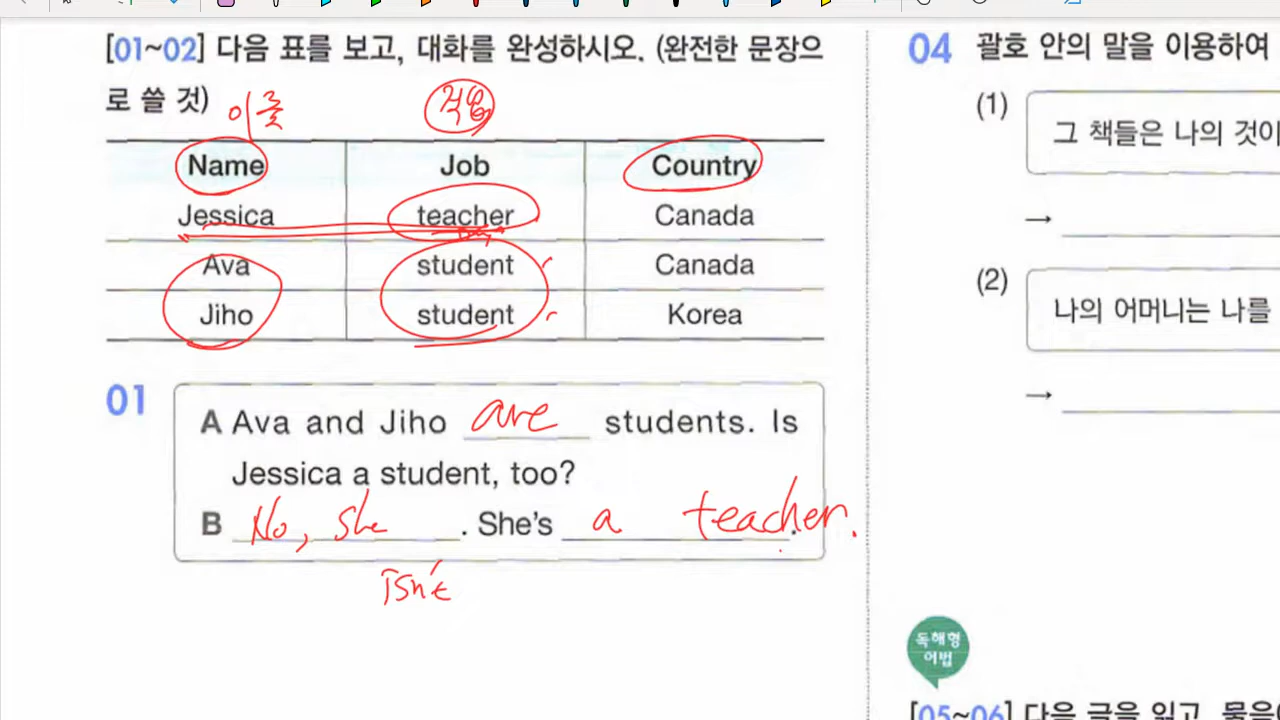 [01~02] 다음 표를 보고, 대화를 완성하시오. (완전한 문장으
로 쓸 것)
이름 직업
Name Job Country
Jessica teacher Canada
Ava student Canada
Jiho student Korea
01
A Ava and Jiho are students. Is
Jessica a student, too?
B No, she . She's a teacher.
isn't
04 괄호 안의 말을 이용하여
(1) 그 책들은 나의 것이
→
(2) 나의 어머니는 나를
→
독해형
어법
[05~06] 다음 글을 읽고, 물음에